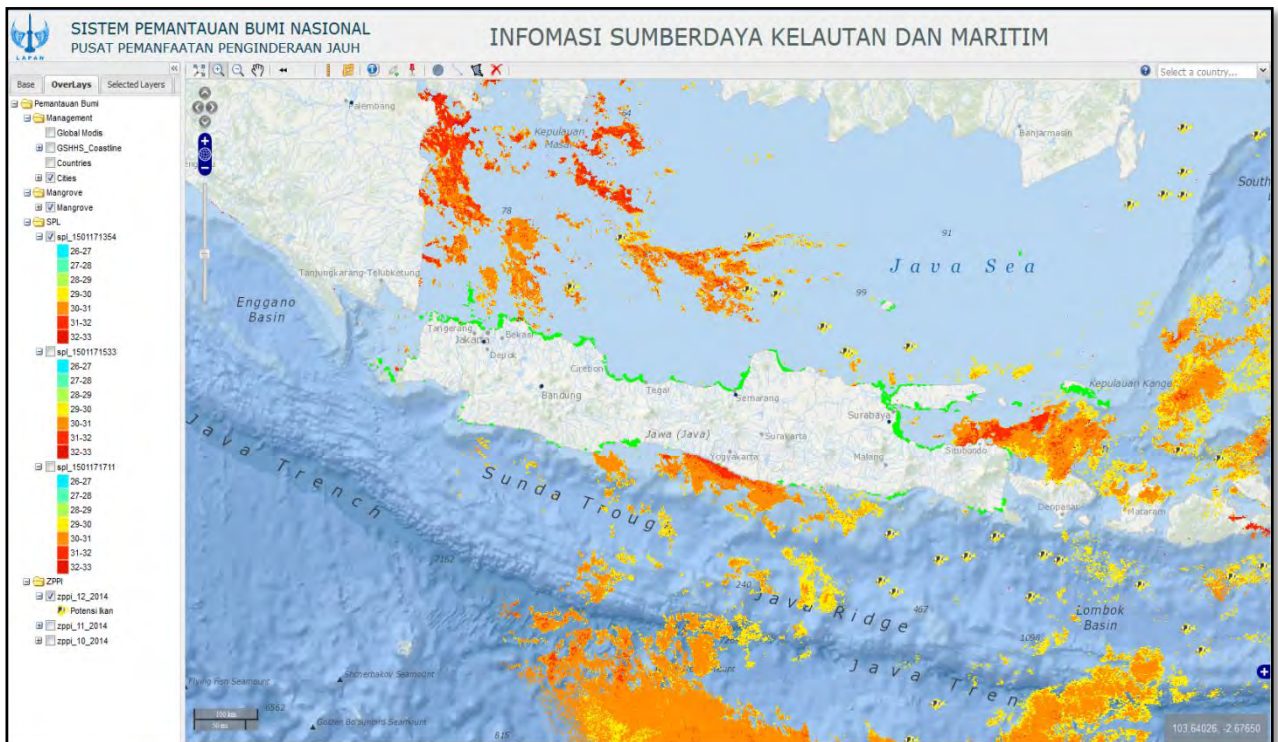 SISTEM PEMANTAUAN BUMI NASIONAL
PUSAT PEMANFAATAN PENGINDERAAN JAUH
INFOMASI SUMBERDAYA KELAUTAN DAN MARITIM
LAPAN
Select a country...
Base OverLays Selected Layers
Pemantauan Bumi
Management
Global Modis
GSHHS_Coastline
Countries
Cities
Mangrove
Mangrove
SPL
spl_1501171354
26-27
27-28
28-29
29-30
30-31
31-32
32-33
spl_1501171533
26-27
27-28
28-29
29-30
30-31
31-32
32-33
spl_1501171711
26-27
27-28
28-29
29-30
30-31
31-32
32-33
ZPPI
zppi_12_2014
Potensi Ikan
zppi_11_2014
zppi_10_2014
Palembang
Kepulauan
64
Banjarmasin
South
78
91
Java Sea
99
Tanjungkarang-Telubketung
Enggano
Basin
Tangerang
Jakarta
Bekasi
Depok
Cirebon
Bandung
Tegal
Semarang
Surabaya
Kepulauan Kange
Jawa (Java)
Surakarta
Yogyakarta
Malang
Situbondo
Denpasar
Mataram
Java Trench
Sunda Troug
7162
240
Java Ridge
467
Lombok
Basin
1098
Java Tren
Shcherbakov Seamount
Flying Fish Seamount
6562
815
100 km
50 mi
103.64026, -2.67650